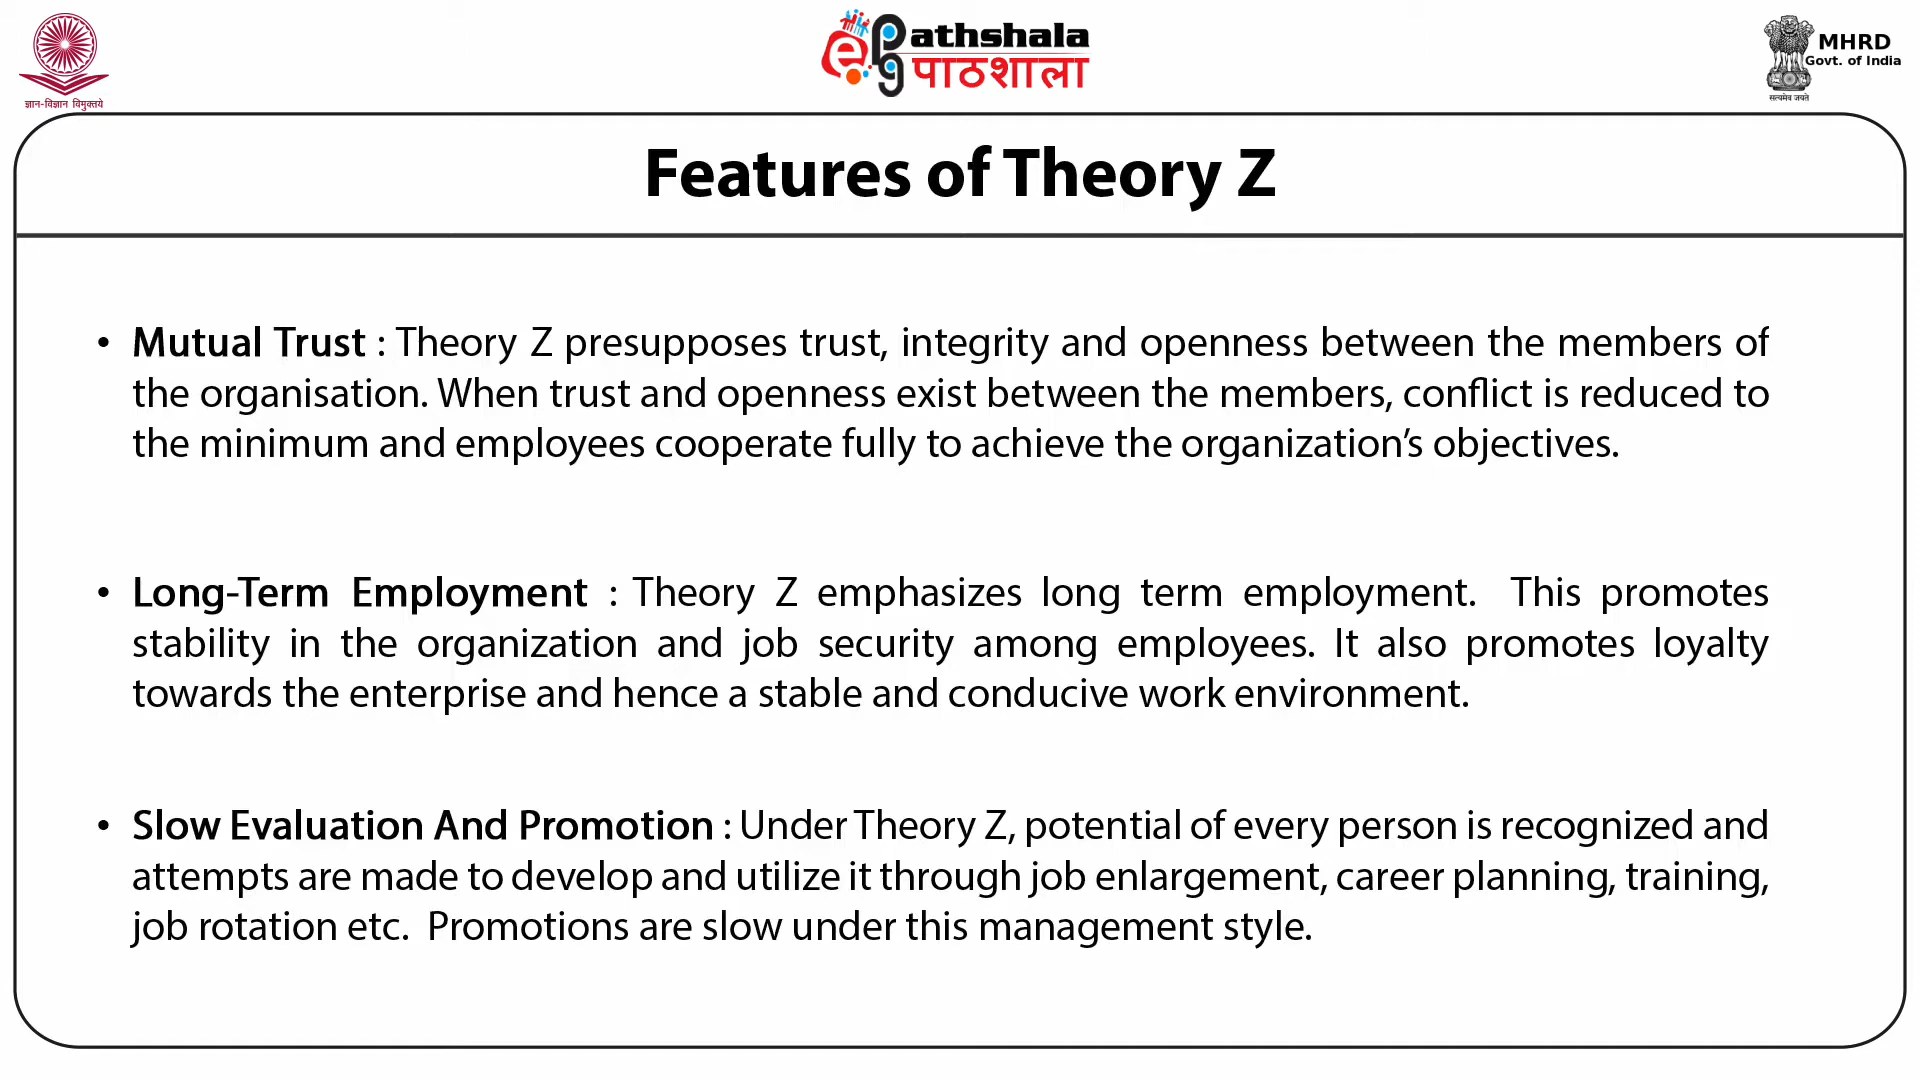 ज्ञान-विज्ञान विमुक्तये
e pg athshala
पाठशाला
MHRD
Govt. of India
सत्यमेव जयते
Features of Theory Z
• Mutual Trust : Theory Z presupposes trust, integrity and openness between the members of
the organisation. When trust and openness exist between the members, conflict is reduced to
the minimum and employees cooperate fully to achieve the organization’s objectives.
• Long-Term Employment : Theory Z emphasizes long term employment. This promotes
stability in the organization and job security among employees. It also promotes loyalty
towards the enterprise and hence a stable and conducive work environment.
• Slow Evaluation And Promotion : Under Theory Z, potential of every person is recognized and
attempts are made to develop and utilize it through job enlargement, career planning, training,
job rotation etc. Promotions are slow under this management style.